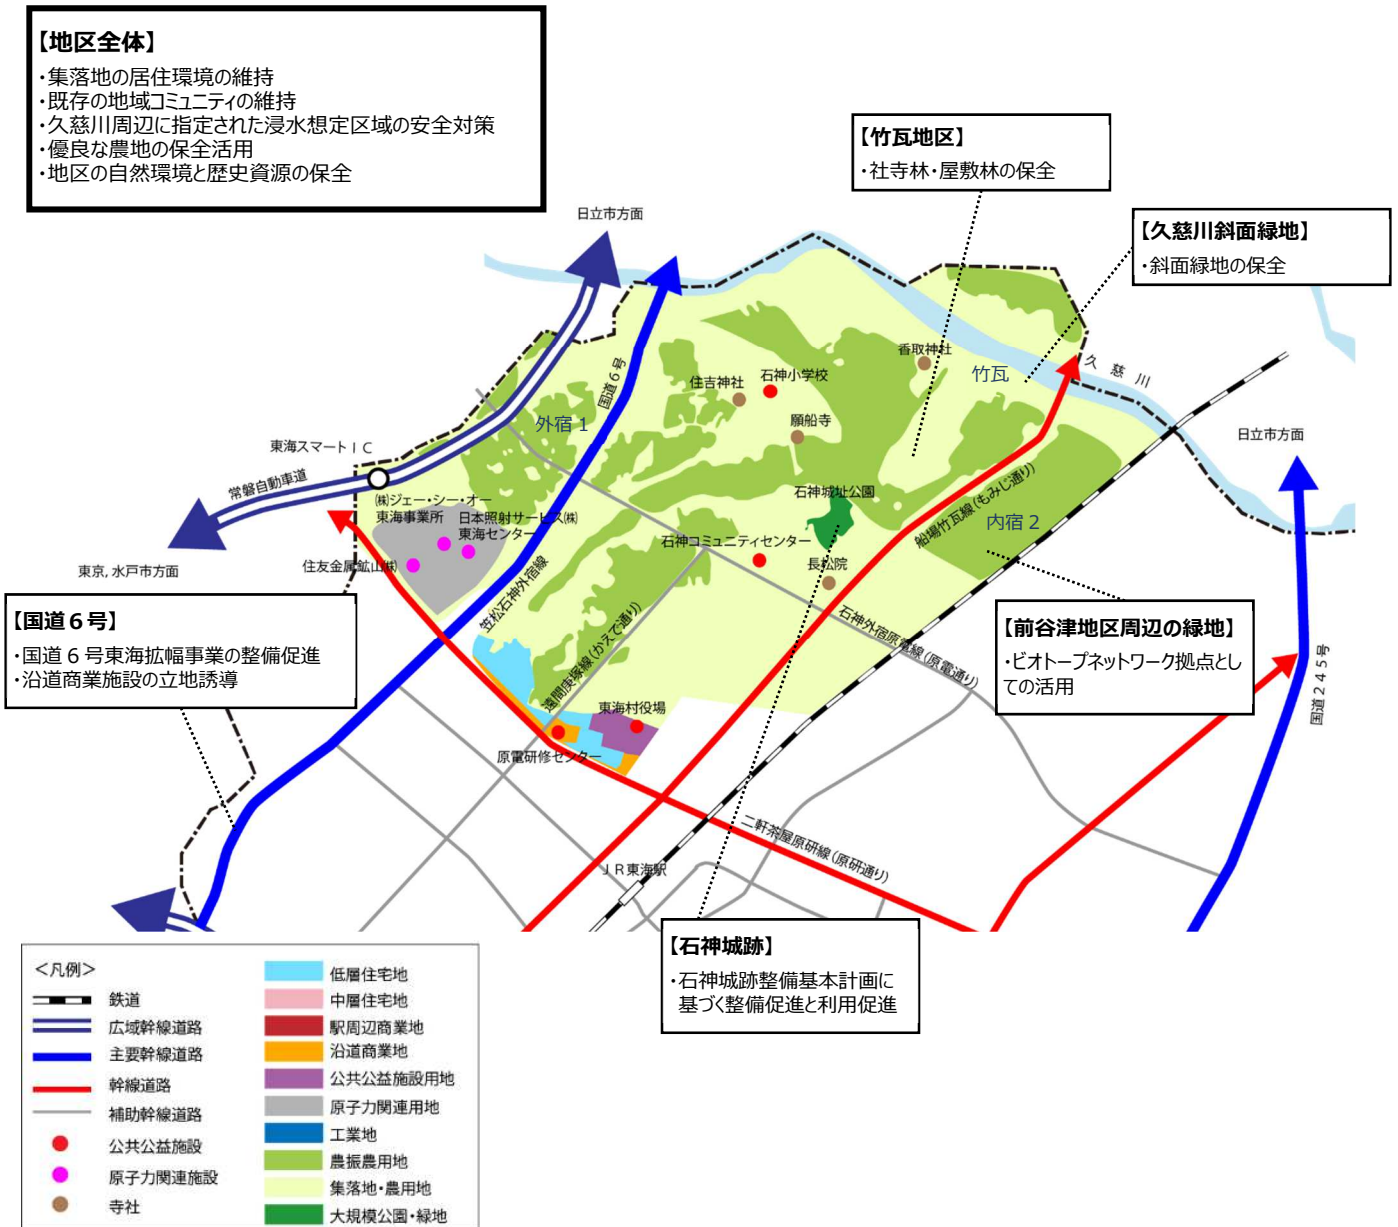 【地区全体】
・集落地の居住環境の維持
・既存の地域コミュニティの維持
・久慈川周辺に指定された浸水想定区域の安全対策
・優良な農地の保全活用
・地区の自然環境と歴史資源の保全
【竹瓦地区】
・社寺林・屋敷林の保全
【久慈川斜面緑地】
・斜面緑地の保全
日立市方面
国道6号
香取神社
石神小学校
住吉神社
竹瓦
久慈川
願船寺
外宿1
東海スマートIC
日立市方面
常磐自動車道
㈱ジェー・シー・オー
東海事業所
日本照射サービス㈱
東海センター
石神城址公園
船場竹瓦線(もみじ通り)
内宿2
石神コミュニティセンター
住友金属鉱山㈱
東京,水戸市方面
長松院
笠松石神外宿線
遠間庚塚線(かえで通り)
石神外宿原電線(原電通り)
【国道6号】
・国道6号東海拡幅事業の整備促進
・沿道商業施設の立地誘導
【前谷津地区周辺の緑地】
・ビオトープネットワーク拠点とし
ての活用
国道245号
東海村役場
原電研修センター
二軒茶屋原研線(原研通り)
JR東海駅
【石神城跡】
・石神城跡整備基本計画に
基づく整備促進と利用促進
<凡例>
鉄道
広域幹線道路
主要幹線道路
幹線道路
補助幹線道路
公共公益施設
原子力関連施設
寺社
低層住宅地
中層住宅地
駅周辺商業地
沿道商業地
公共公益施設用地
原子力関連用地
工業地
農振農用地
集落地・農用地
大規模公園・緑地